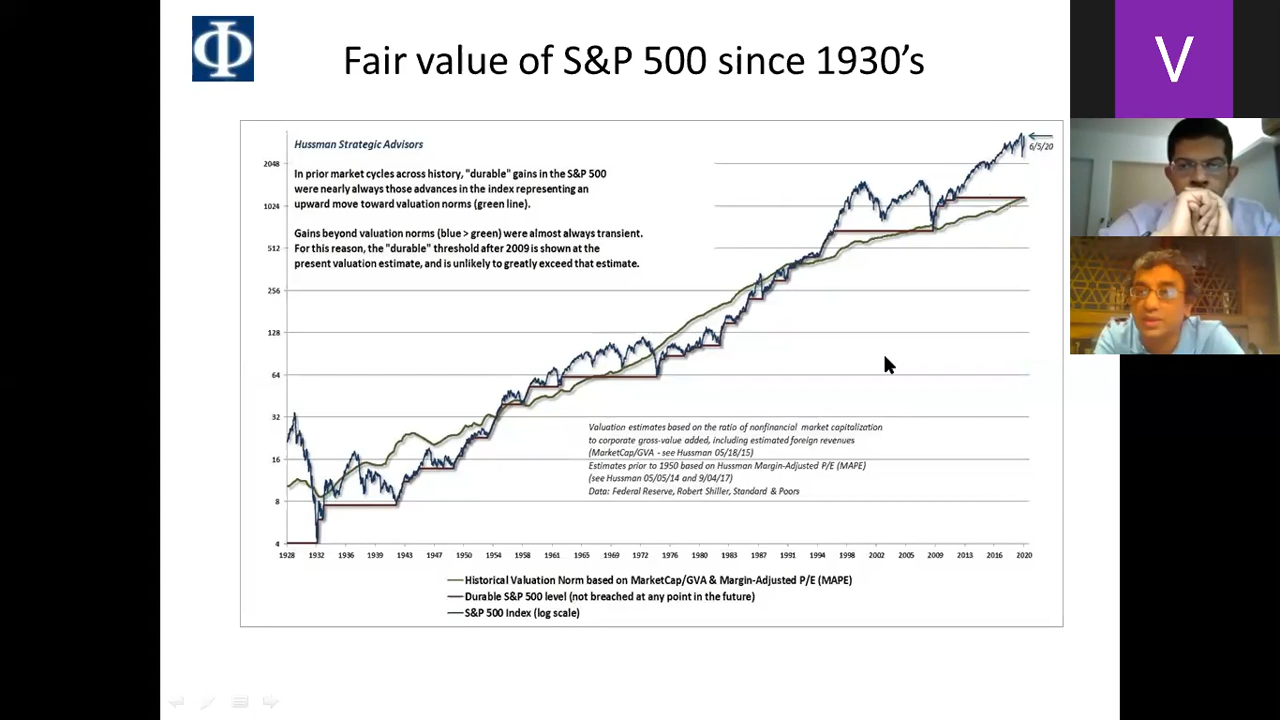 Fair value of S&P 500 since 1930's
V
Hussman Strategic Advisors
6/5/20
In prior market cycles across history, "durable" gains in the S&P 500
were nearly always those advances in the index representing an
upward move toward valuation norms (green line).
Gains beyond valuation norms (blue > green) were almost always transient.
For this reason, the "durable" threshold after 2009 is shown at the
present valuation estimate, and is unlikely to greatly exceed that estimate.
2048
1024
512
256
128
64
32
16
8
4
Valuation estimates based on the ratio of nonfinancial market capitalization
to corporate gross-value added, including estimated foreign revenues
(MarketCap/GVA - see Hussman 05/18/15)
Estimates prior to 1950 based on Hussman Margin-Adjusted P/E (MAPE)
(see Hussman 05/05/14 and 9/04/17)
Data: Federal Reserve, Robert Shiller, Standard & Poors
1928 1932 1936 1939 1943 1947 1950 1954 1958 1961 1965 1969 1972 1976 1980 1983 1987 1991 1994 1998 2002 2005 2009 2013 2016 2020
Historical Valuation Norm based on MarketCap/GVA & Margin-Adjusted P/E (MAPE)
Durable S&P 500 level (not breached at any point in the future)
S&P 500 Index (log scale)